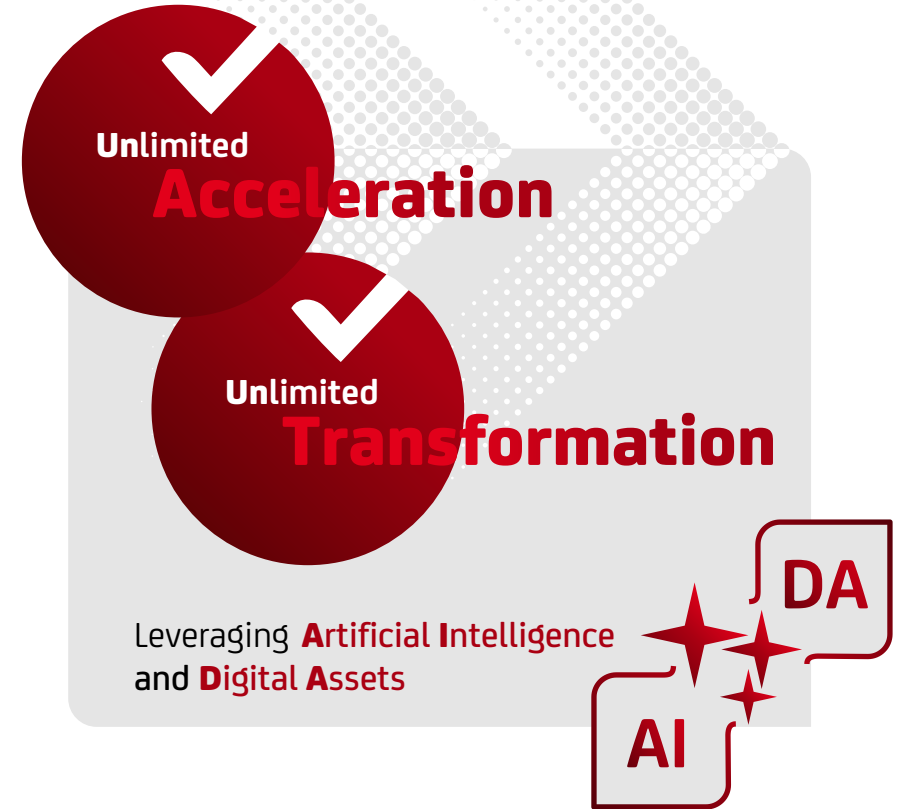 Unlimited
Acceleration
Unlimited
Transformation
Leveraging Artificial Intelligence
and Digital Assets
DA
AI